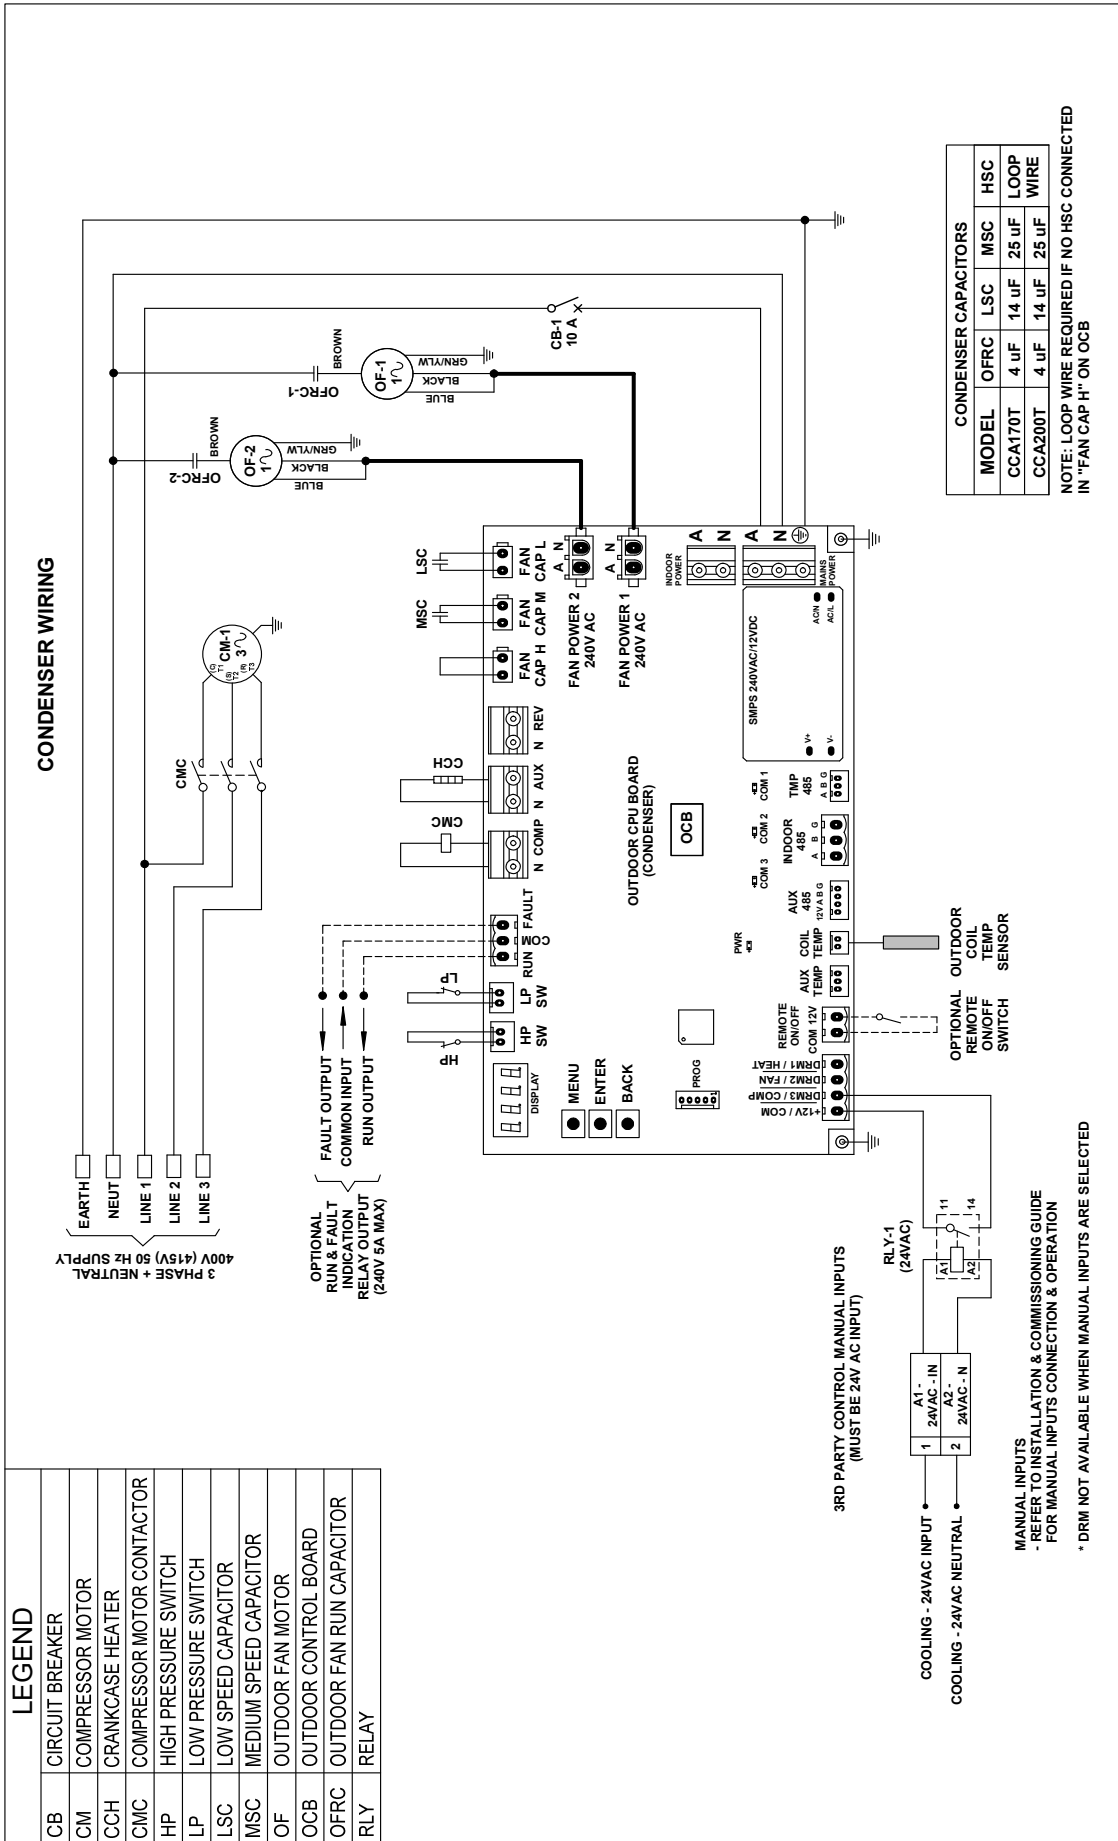 CONDENSER WIRING
LEGEND
CB CIRCUIT BREAKER
CM COMPRESSOR MOTOR
CCH CRANKCASE HEATER
CMC COMPRESSOR MOTOR CONTACTOR
HP HIGH PRESSURE SWITCH
LP LOW PRESSURE SWITCH
LSC LOW SPEED CAPACITOR
MSC MEDIUM SPEED CAPACITOR
OF OUTDOOR FAN MOTOR
OCB OUTDOOR CONTROL BOARD
OFRC OUTDOOR FAN RUN CAPACITOR
RLY RELAY
3 PHASE + NEUTRAL
400V (415V) 50 Hz SUPPLY
EARTH
NEUT
LINE 1
LINE 2
LINE 3
CMC
(C)
T1
(S)
T2
(R)
T3
CM-1
3
OFRC-2
BROWN
OF-2
1
GRN/YLW
BLACK
BLUE
OFRC-1
BROWN
OF-1
1
GRN/YLW
BLACK
BLUE
CB-1
10 A
OPTIONAL
RUN & FAULT
INDICATION
RELAY OUTPUT
(240V 5A MAX)
FAULT OUTPUT
COMMON INPUT
RUN OUTPUT
HP
LP
CMC
CCH
MSC
LSC
DISPLAY
HP
SW
LP
SW
RUN
COM
FAULT
N COMP
N AUX
N REV
FAN
CAP H
FAN
CAP M
FAN
CAP L
MENU
ENTER
BACK
A N
FAN POWER 2
240V AC
A N
FAN POWER 1
240V AC
INDOOR
POWER
A
N
A
N
MAINS
POWER
PROG
OUTDOOR CPU BOARD
(CONDENSER)
OCB
PWR
COM 3
COM 2
COM 1
SMPS 240VAC/12VDC
V+
V-
AC/N
AC/L
+12V / COM
DRM3 / COMP
DRM2 / FAN
DRM1 / HEAT
REMOTE
ON/OFF
COM 12V
AUX
TEMP
COIL
TEMP
AUX
485
12V A B G
INDOOR
485
A B G
TMP
485
A B G
OPTIONAL
REMOTE
ON/OFF
SWITCH
OUTDOOR
COIL
TEMP
SENSOR
3RD PARTY CONTROL MANUAL INPUTS
(MUST BE 24V AC INPUT)
RLY-1
(24VAC)
A1
A2
11
14
1
A1 -
24VAC - IN
2
A2 -
24VAC - N
COOLING - 24VAC INPUT
COOLING - 24VAC NEUTRAL
MANUAL INPUTS
- REFER TO INSTALLATION & COMMISSIONING GUIDE
FOR MANUAL INPUTS CONNECTION & OPERATION
* DRM NOT AVAILABLE WHEN MANUAL INPUTS ARE SELECTED
CONDENSER CAPACITORS
MODEL OFRC LSC MSC HSC
CCA170T 4 uF 14 uF 25 uF LOOP
CCA200T 4 uF 14 uF 25 uF WIRE
NOTE: LOOP WIRE REQUIRED IF NO HSC CONNECTED
IN "FAN CAP H" ON OCB